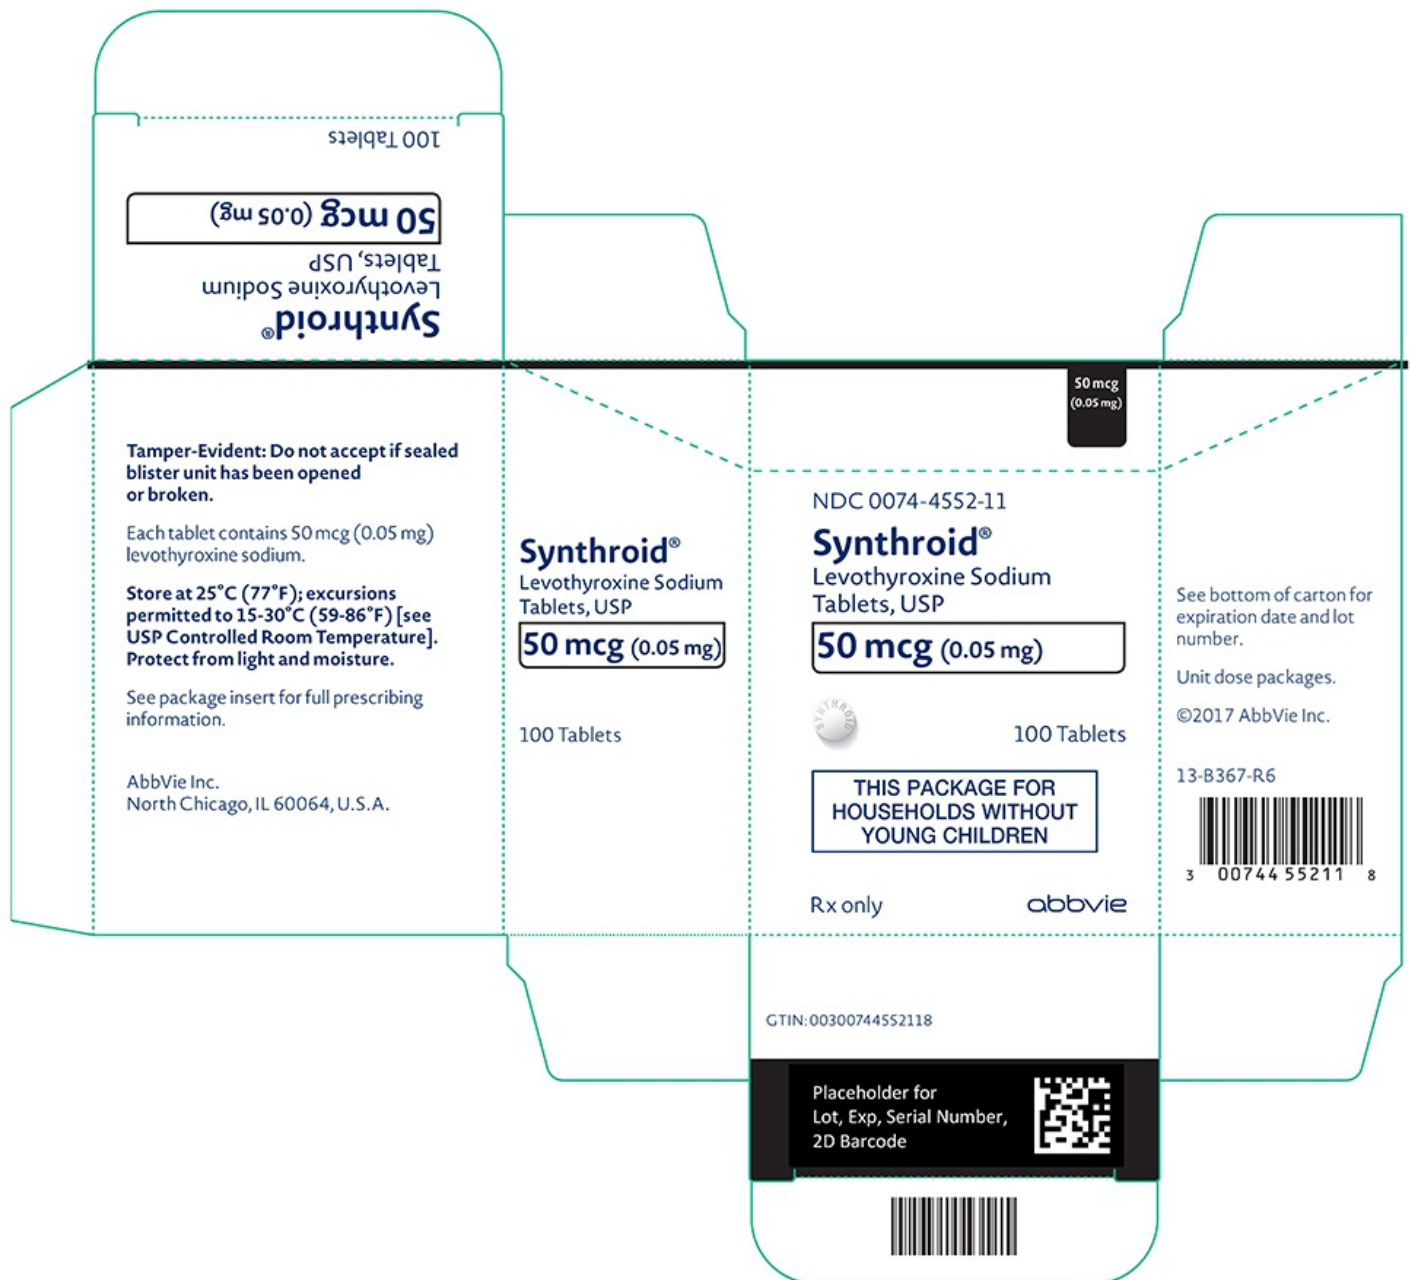 100 Tablets
50 mcg (0.05 mg)
Tablets, USP
Levothyroxine Sodium
Synthroid®
Tamper-Evident: Do not accept if sealed
blister unit has been opened
or broken.
Each tablet contains 50 mcg (0.05 mg)
levothyroxine sodium.
Store at 25°C (77°F); excursions
permitted to 15-30°C (59-86°F) [see
USP Controlled Room Temperature].
Protect from light and moisture.
See package insert for full prescribing
information.
AbbVie Inc.
North Chicago, IL 60064, U.S.A.
Synthroid®
Levothyroxine Sodium
Tablets, USP
50 mcg (0.05 mg)
100 Tablets
50 mcg
(0.05 mg)
NDC 0074-4552-11
Synthroid®
Levothyroxine Sodium
Tablets, USP
50 mcg (0.05 mg)
SYNTHROID
100 Tablets
THIS PACKAGE FOR
HOUSEHOLDS WITHOUT
YOUNG CHILDREN
Rx only
abbvie
See bottom of carton for
expiration date and lot
number.
Unit dose packages.
©2017 AbbVie Inc.
13-B367-R6
3 00744 55211 8
GTIN: 00300744552118
Placeholder for
Lot, Exp, Serial Number,
2D Barcode